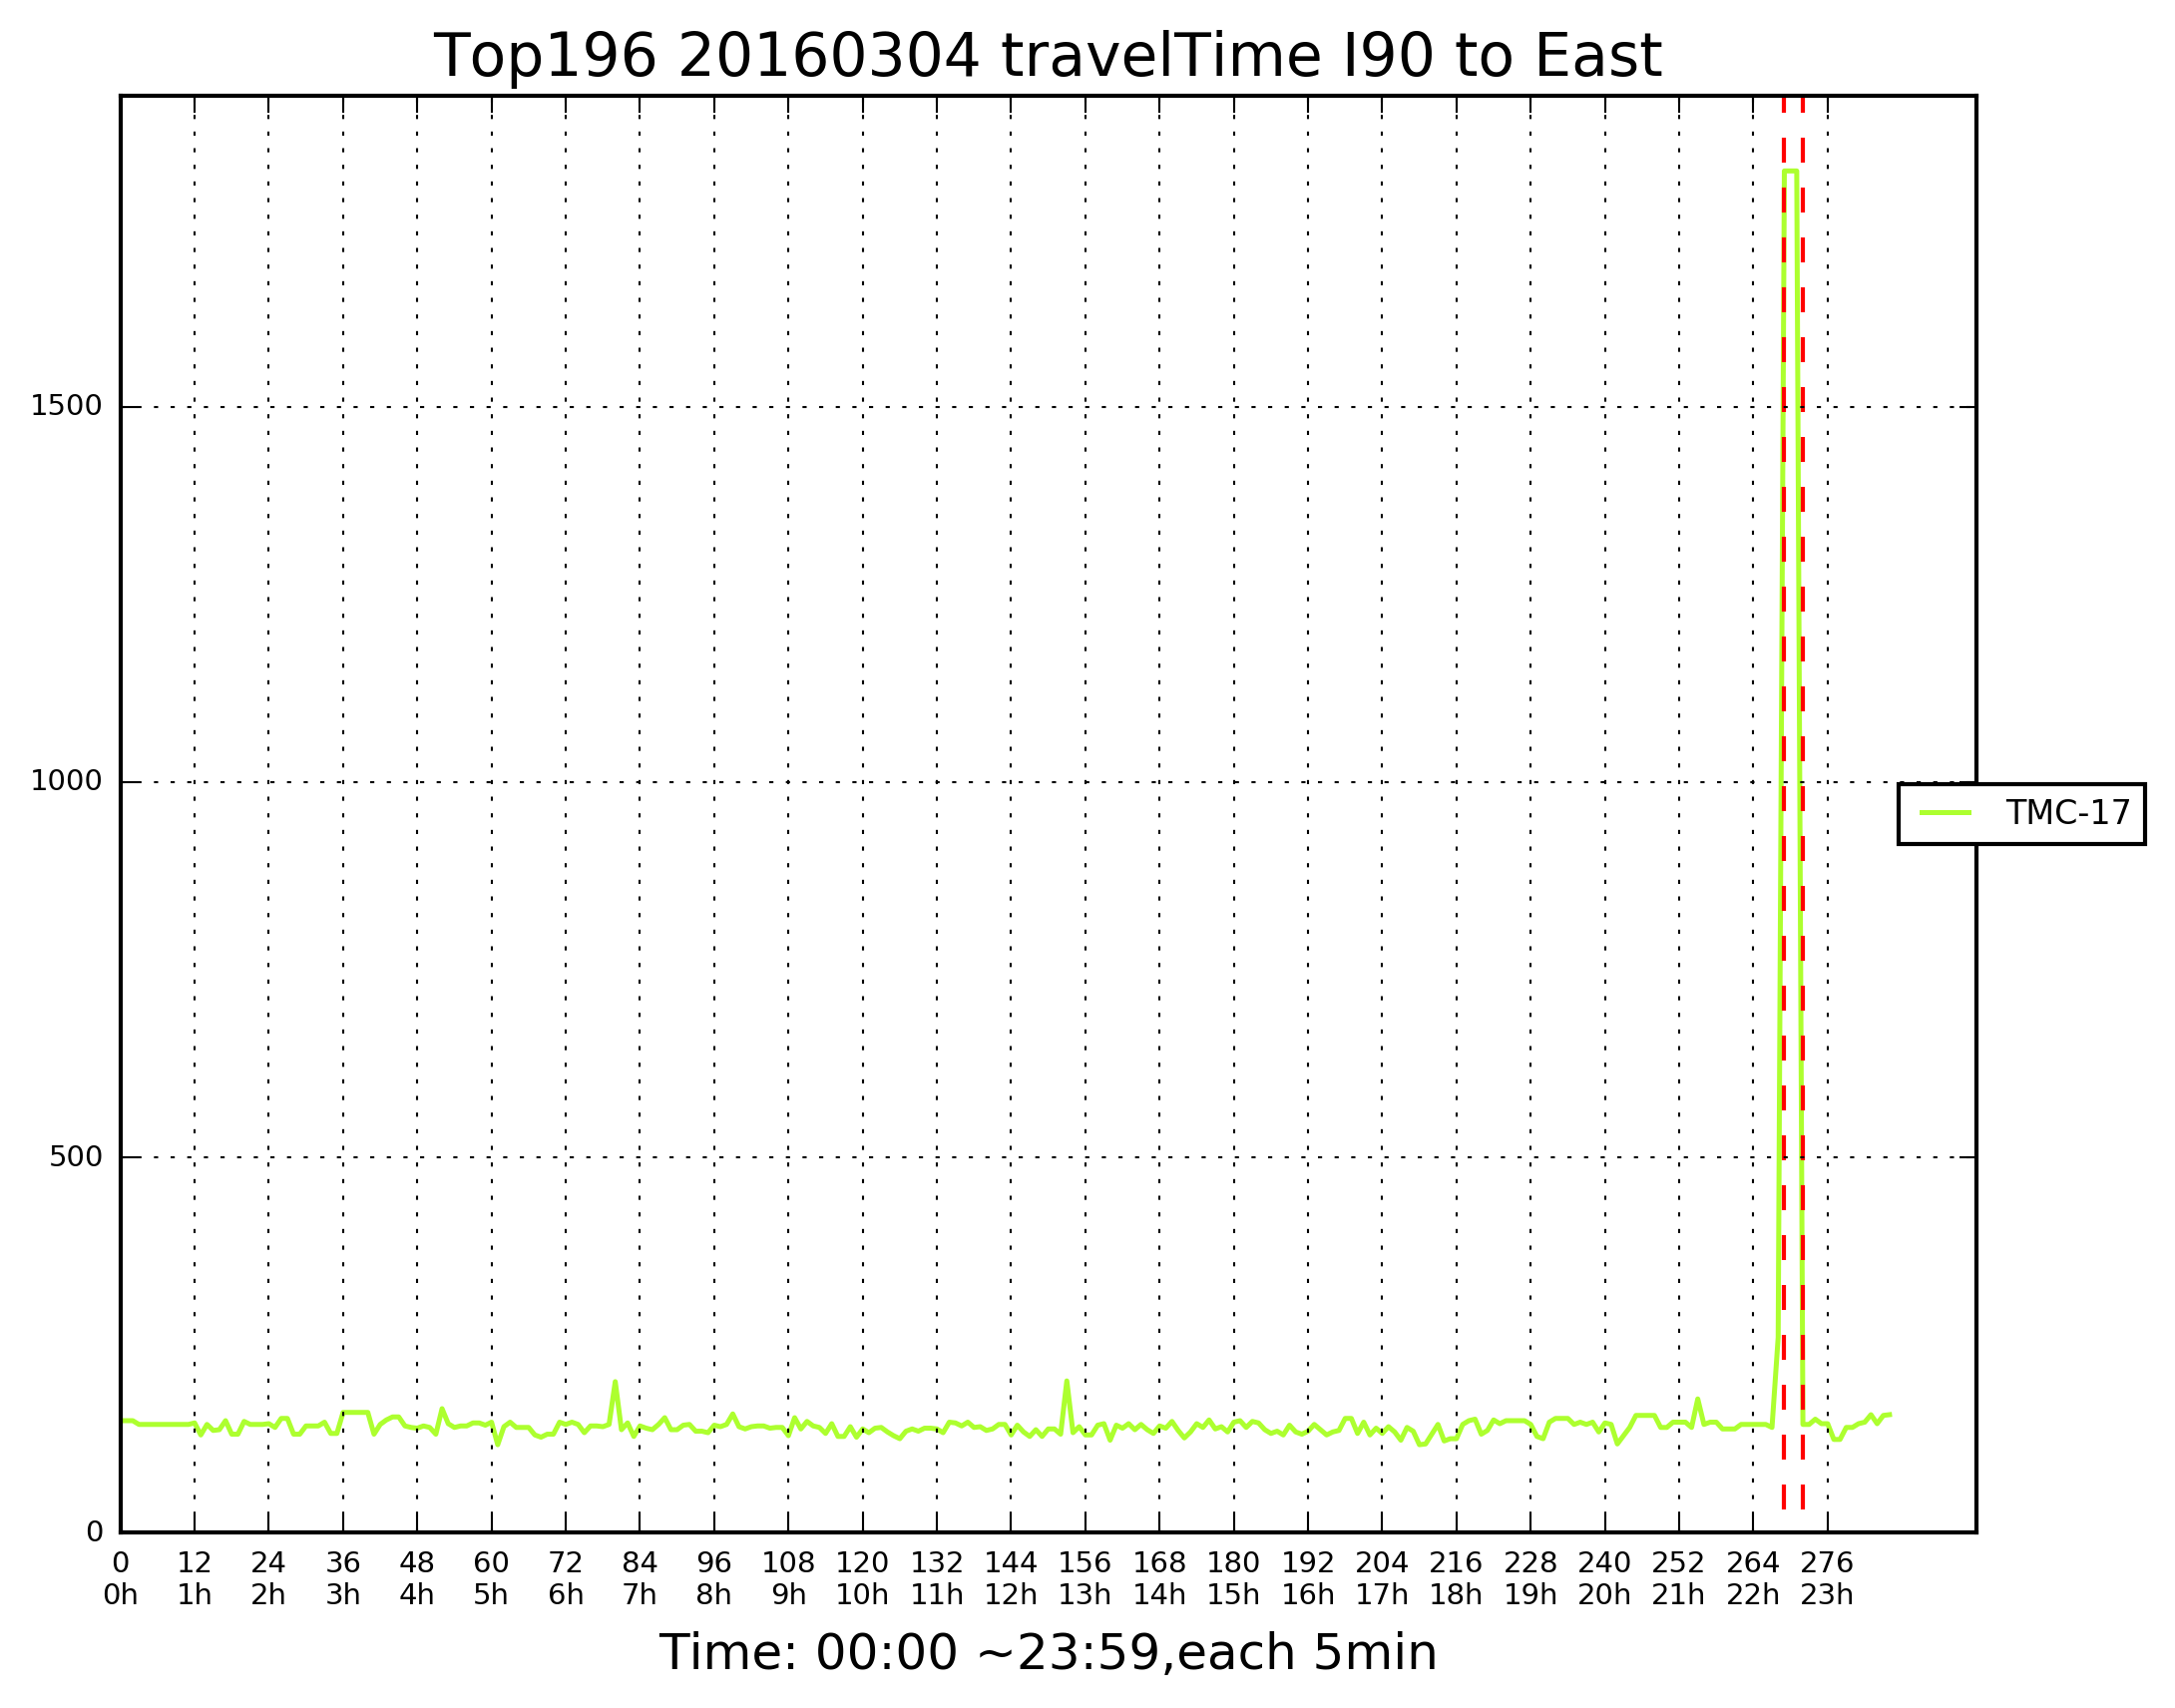 Top196 20160304 travelTime I90 to East
1500
1000
500
0
TMC-17
0 12 24 36 48 60 72 84 96 108 120 132 144 156 168 180 192 204 216 228 240 252 264 276
0h 1h 2h 3h 4h 5h 6h 7h 8h 9h 10h 11h 12h 13h 14h 15h 16h 17h 18h 19h 20h 21h 22h 23h
Time: 00:00 ~23:59,each 5min